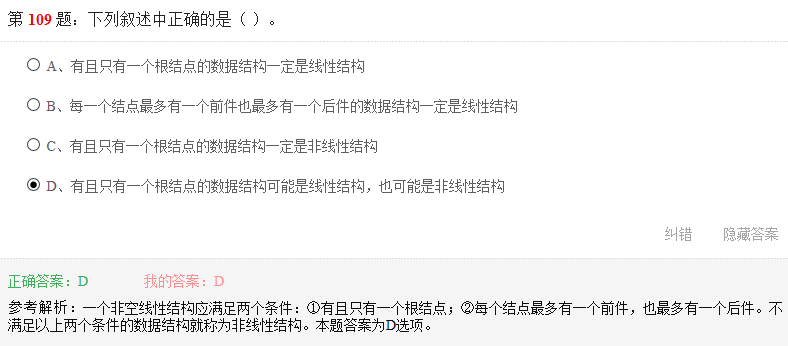 第 109 题：下列叙述中正确的是（ ）。
A、有且只有一个根结点的数据结构一定是线性结构
B、每一个结点最多有一个前件也最多有一个后件的数据结构一定是线性结构
C、有且只有一个根结点的数据结构一定是非线性结构
D、有且只有一个根结点的数据结构可能是线性结构，也可能是非线性结构
纠错 隐藏答案
正确答案：D 我的答案：D
参考解析：一个非空线性结构应满足两个条件：①有且只有一个根结点；②每个结点最多有一个前件，也最多有一个后件。不
满足以上两个条件的数据结构就称为非线性结构。本题答案为D选项。